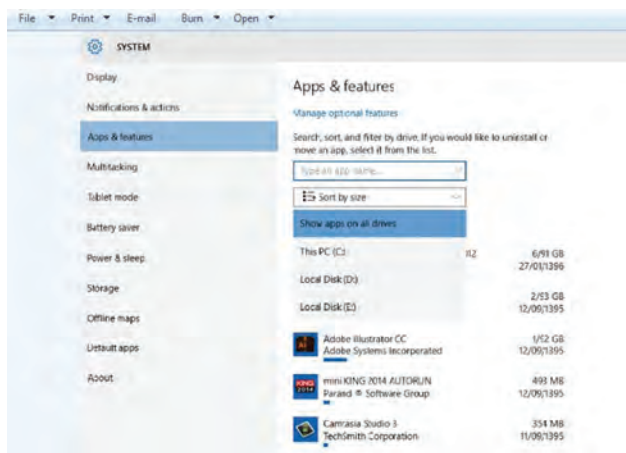 File Print E-mail Burn Open
SYSTEM
Display
Notifications & actions
Apps & features
Multitasking
Tablet mode
Battery saver
Power & sleep
Storage
Offline maps
Default apps
About
Apps & features
Manage optional features
Search, sort, and filter by drive. If you would like to uninstall or
move an app, select it from the list.
Type an app name...
Sort by size
Show apps on all drives
This PC (C:)
Local Disk (D:)
Local Disk (E:)
6/91 GB
27/01/1396
2/53 GB
12/09/1395
Adobe Illustrator CC 1/52 GB
Adobe Systems Incorporated 12/09/1395
mini KING 2014 AUTORUN 493 MB
Parand ® Software Group 12/09/1395
Camtasia Studio 3 354 MB
TechSmith Corporation 11/09/1395